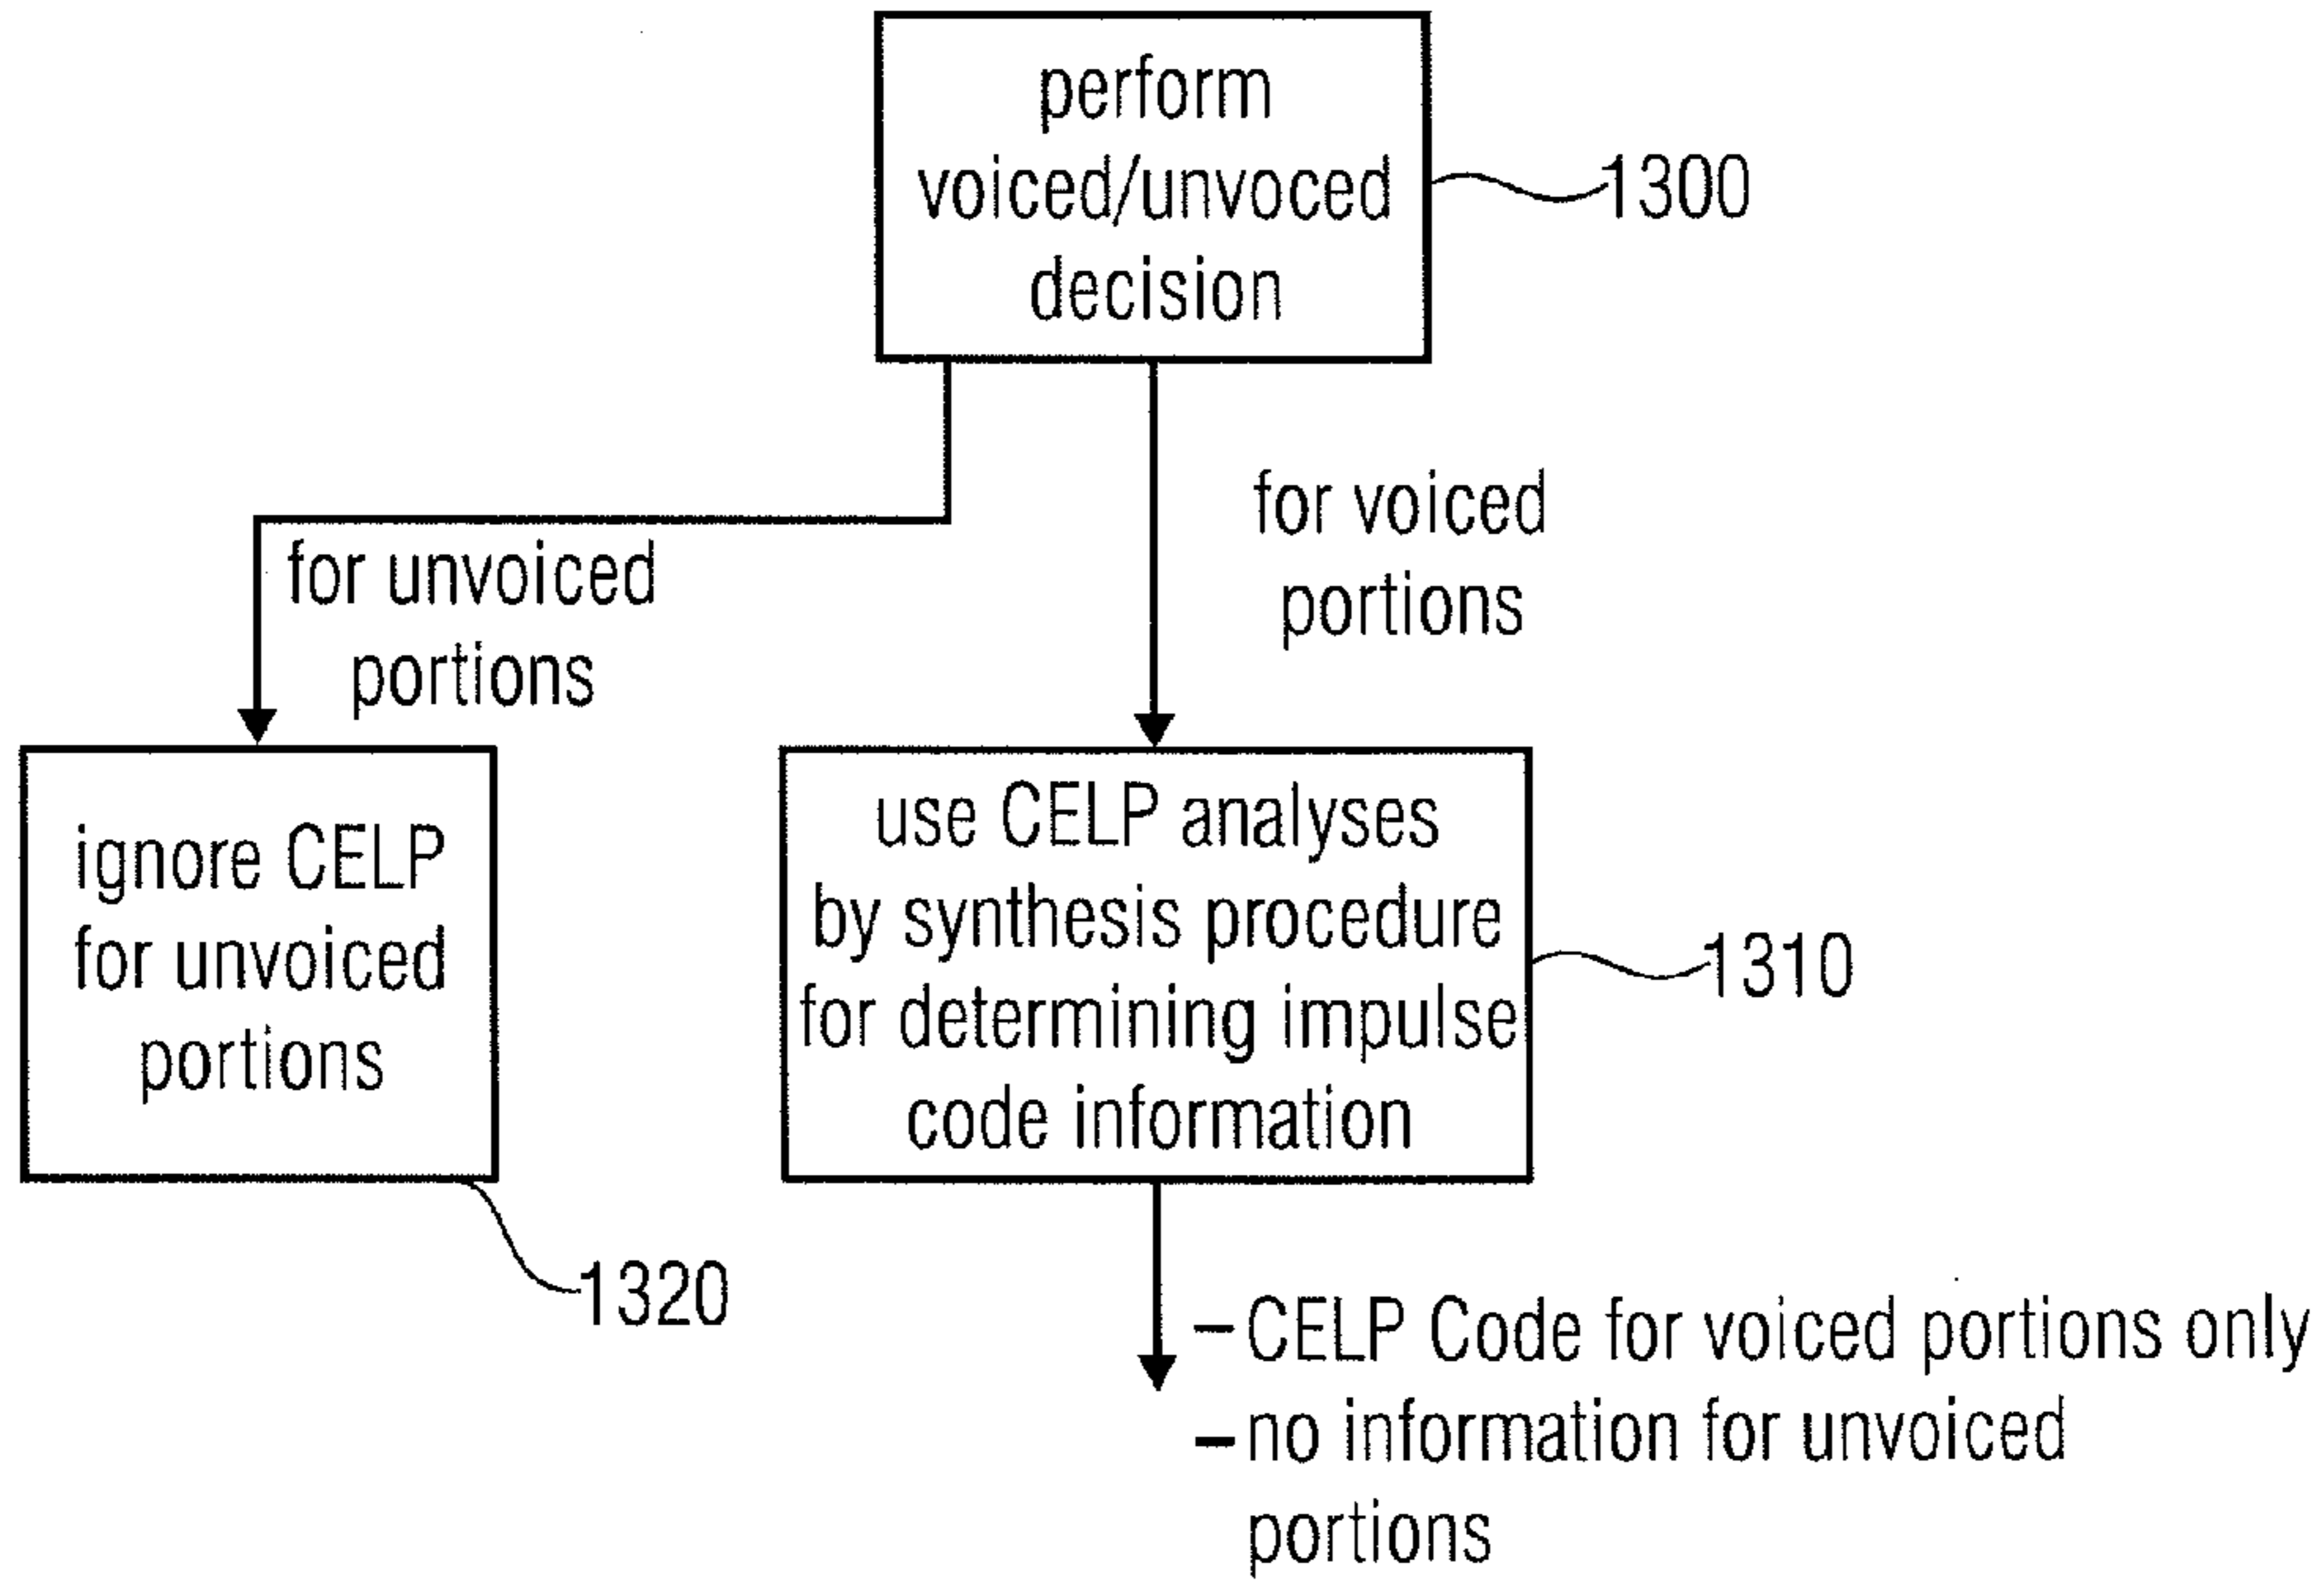 perform
voiced/unvoced
decision
1300
for voiced
portions
for unvoiced
portions
ignore CELP
for unvoiced
portions
1320
use CELP analyses
by synthesis procedure
for determining impulse
code information
1310
– CELP Code for voiced portions only
– no information for unvoiced
portions